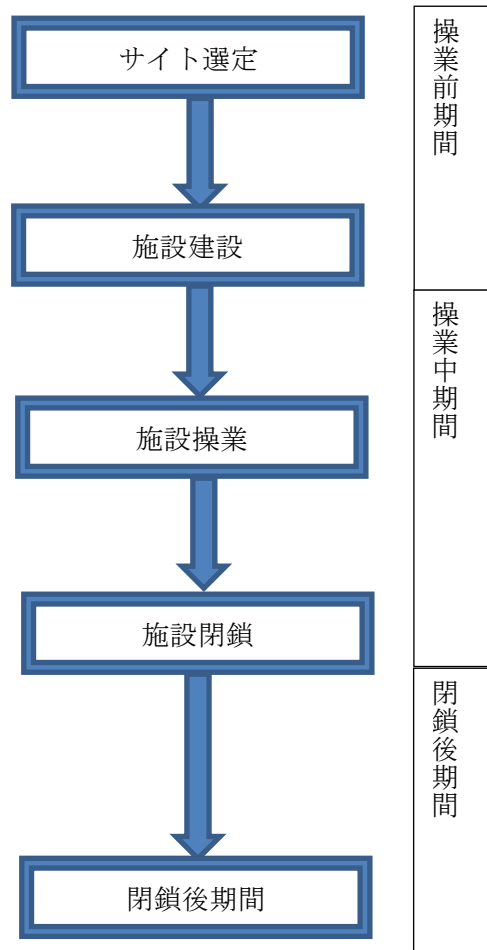 サイト選定
施設建設
施設操業
施設閉鎖
閉鎖後期間
操業前期間
操業中期間
閉鎖後期間